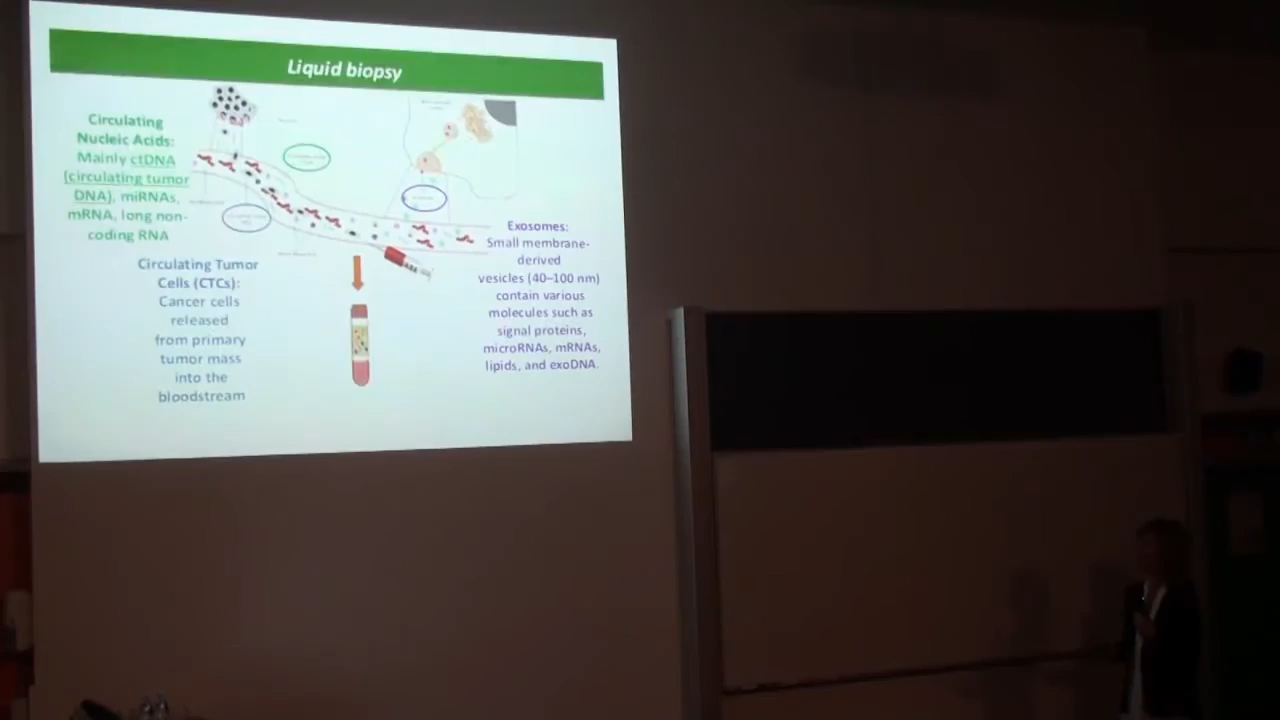 Liquid biopsy
Circulating
Nucleic Acids:
Mainly ctDNA
(circulating tumor
DNA), miRNAs,
mRNA, long non-
coding RNA
Circulating Tumor
Cells (CTCs):
Cancer cells
released
from primary
tumor mass
into the
bloodstream
Exosomes:
Small membrane-
derived
vesicles (40–100 nm)
contain various
molecules such as
signal proteins,
microRNAs, mRNAs,
lipids, and exoDNA.